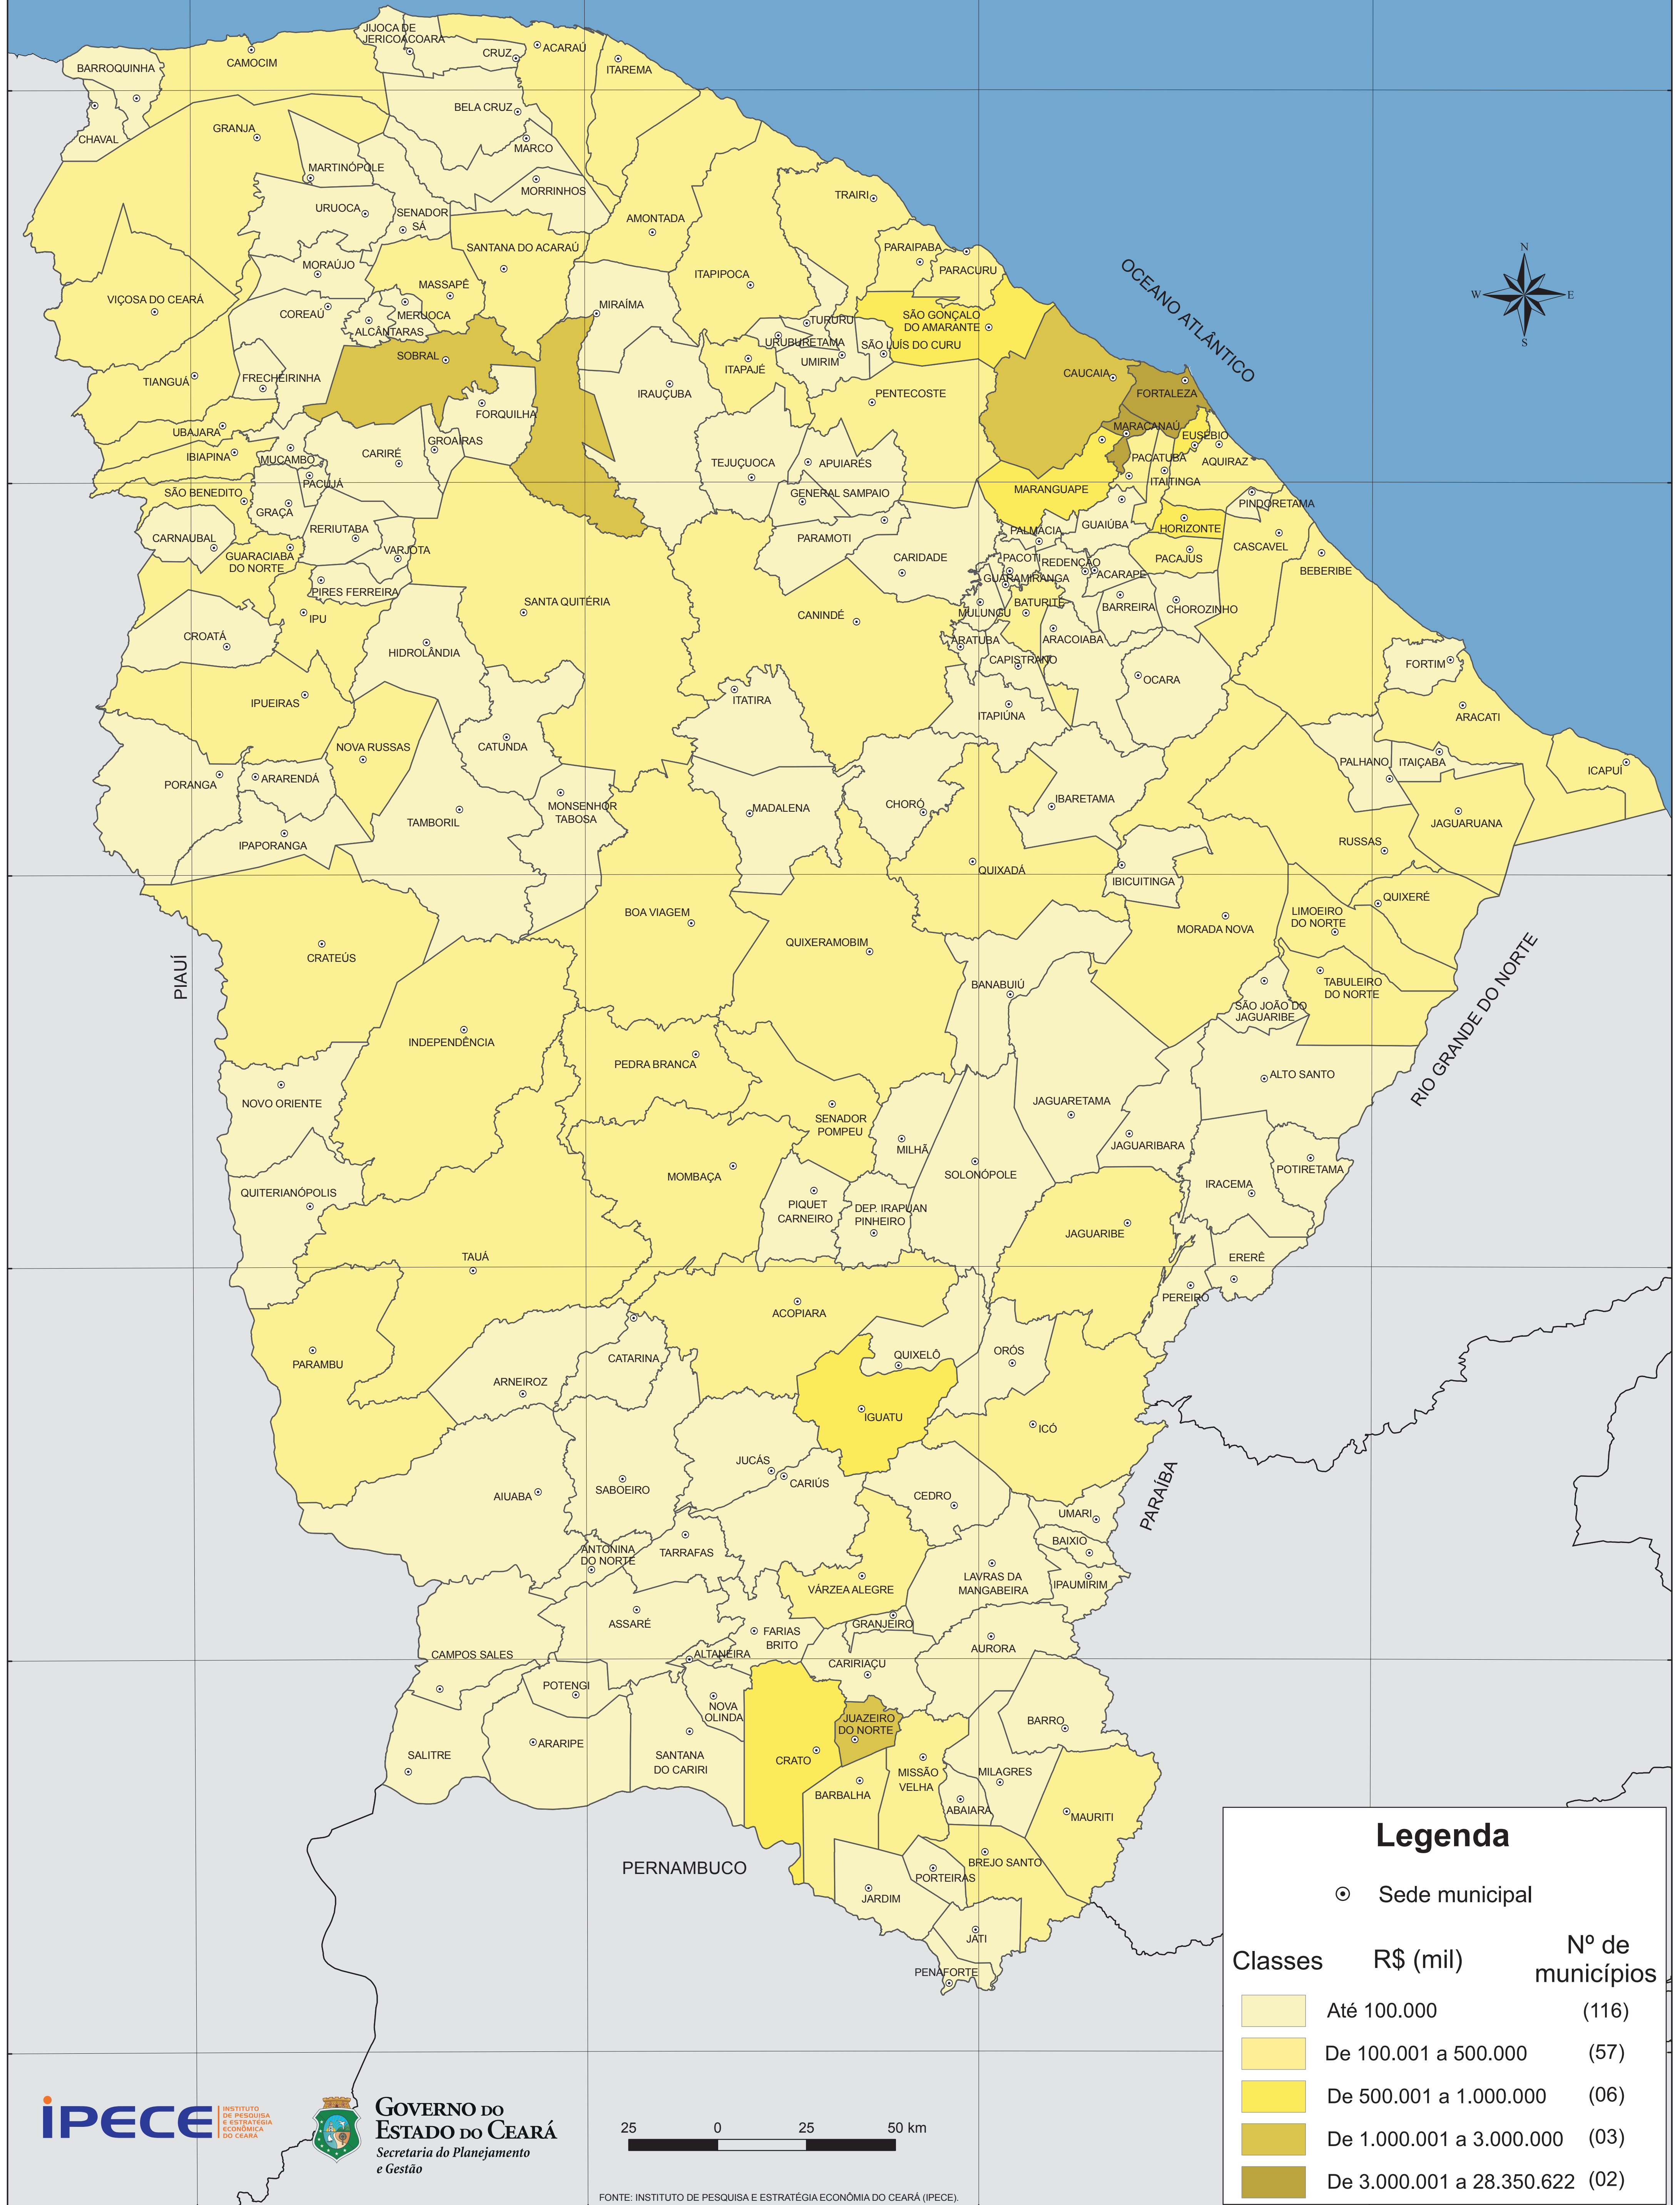 JIJOCA DE
JERICOACOARA
CRUZ
ACARAÚ
ITAREMA
BARROQUINHA
CAMOCIM
BELA CRUZ
CHAVAL
GRANJA
MARCO
MARTINÓPOLE
MORRINHOS
TRAIRI
URUOCA
SENADOR
SÁ
AMONTADA
SANTANA DO ACARAÚ
PARAIPABA
PARACURU
MORAÚJO
ITAPIPOCA
MASSAPÊ
VIÇOSA DO CEARÁ
MIRAÍMA
COREAÚ
MERUOCA
ALCÂNTARAS
TURURU
SÃO GONÇALO
DO AMARANTE
URUBURETAMA
SÃO LUÍS DO CURU
SOBRAL
UMIRIM
ITAPAJÉ
TIANGUÁ
FRECHEIRINHA
IRAUÇUBA
PENTECOSTE
CAUCAIA
FORTALEZA
OCEANO ATLÂNTICO
N
W
E
S
FORQUILHA
UBAJARA
MARACANAÚ
EUSÉBIO
IBIAPINA
MUCAMBO
CARIRÉ
GROAÍRAS
TEJUÇUOCA
APUIARÉS
PACATUBA
AQUIRAZ
PACUJÁ
ITAITINGA
SÃO BENEDITO
GENERAL SAMPAIO
MARANGUAPE
PINDORETAMA
GRAÇA
RERIUTABA
CARNAUBAL
VARJOTA
PARAMOTI
PALMÁCIA
GUAIÚBA
HORIZONTE
CASCAVEL
GUARACIABA
DO NORTE
CARIDADE
PACOTI
REDENÇÃO
PACAJUS
BEBERIBE
GUARAMIRANGA
ACARAPE
PIRES FERREIRA
SANTA QUITÉRIA
CANINDÉ
MULUNGU
BATURITÉ
BARREIRA
CHOROZINHO
IPU
CROATÁ
HIDROLÂNDIA
ARATUBA
ARACOIABA
CAPISTRANO
OCARA
FORTIM
IPUEIRAS
ITATIRA
ITAPIÚNA
ARACATI
NOVA RUSSAS
CATUNDA
PALHANO
ITAIÇABA
ICAPUÍ
PORANGA
ARARENDÁ
MONSENHOR
TABOSA
MADALENA
CHORÓ
IBARETAMA
TAMBORIL
JAGUARUANA
IPAPORANGA
RUSSAS
QUIXADÁ
IBICUITINGA
QUIXERÉ
BOA VIAGEM
LIMOEIRO
DO NORTE
MORADA NOVA
QUIXERAMOBIM
CRATEÚS
PIAUÍ
BANABUIÚ
TABULEIRO
DO NORTE
SÃO JOÃO DO
JAGUARIBE
RIO GRANDE DO NORTE
INDEPENDÊNCIA
PEDRA BRANCA
ALTO SANTO
NOVO ORIENTE
JAGUARETAMA
SENADOR
POMPEU
MILHÃ
JAGUARIBARA
MOMBAÇA
SOLONÓPOLE
POTIRETAMA
IRACEMA
QUITERIANÓPOLIS
PIQUET
CARNEIRO
DEP. IRAPUAN
PINHEIRO
JAGUARIBE
TAUÁ
ERERÊ
PEREIRO
ACOPIARA
PARAMBU
CATARINA
QUIXELÔ
ORÓS
ARNEIROZ
IGUATU
ICÓ
JUCÁS
CARIÚS
SABOEIRO
AIUABA
CEDRO
PARAÍBA
UMARI
BAIXIO
ANTONINA
DO NORTE
TARRAFAS
LAVRAS DA
MANGABEIRA
IPAUMIRIM
VÁRZEA ALEGRE
ASSARÉ
GRANJEIRO
FARIAS
BRITO
AURORA
CAMPOS SALES
ALTANEIRA
CARIRIAÇU
POTENGI
NOVA
OLINDA
JUAZEIRO
DO NORTE
BARRO
ARARIPE
SALITRE
SANTANA
DO CARIRI
CRATO
MISSÃO
VELHA
MILAGRES
BARBALHA
ABAIARA
MAURITI
PERNAMBUCO
BREJO SANTO
PORTEIRAS
JARDIM
JATI
PENAFORTE
Legenda
Sede municipal
Classes R$ (mil) Nº de
municípios
Até 100.000 (116)
De 100.001 a 500.000 (57)
De 500.001 a 1.000.000 (06)
De 1.000.001 a 3.000.000 (03)
De 3.000.001 a 28.350.622 (02)
IPECE
INSTITUTO
DE PESQUISA
E ESTRATÉGIA
ECONÔMICA
DO CEARÁ
GOVERNO DO
ESTADO DO CEARÁ
Secretaria do Planejamento
e Gestão
25 0 25 50 km
FONTE: INSTITUTO DE PESQUISA E ESTRATÉGIA ECONÔMIA DO CEARÁ (IPECE).